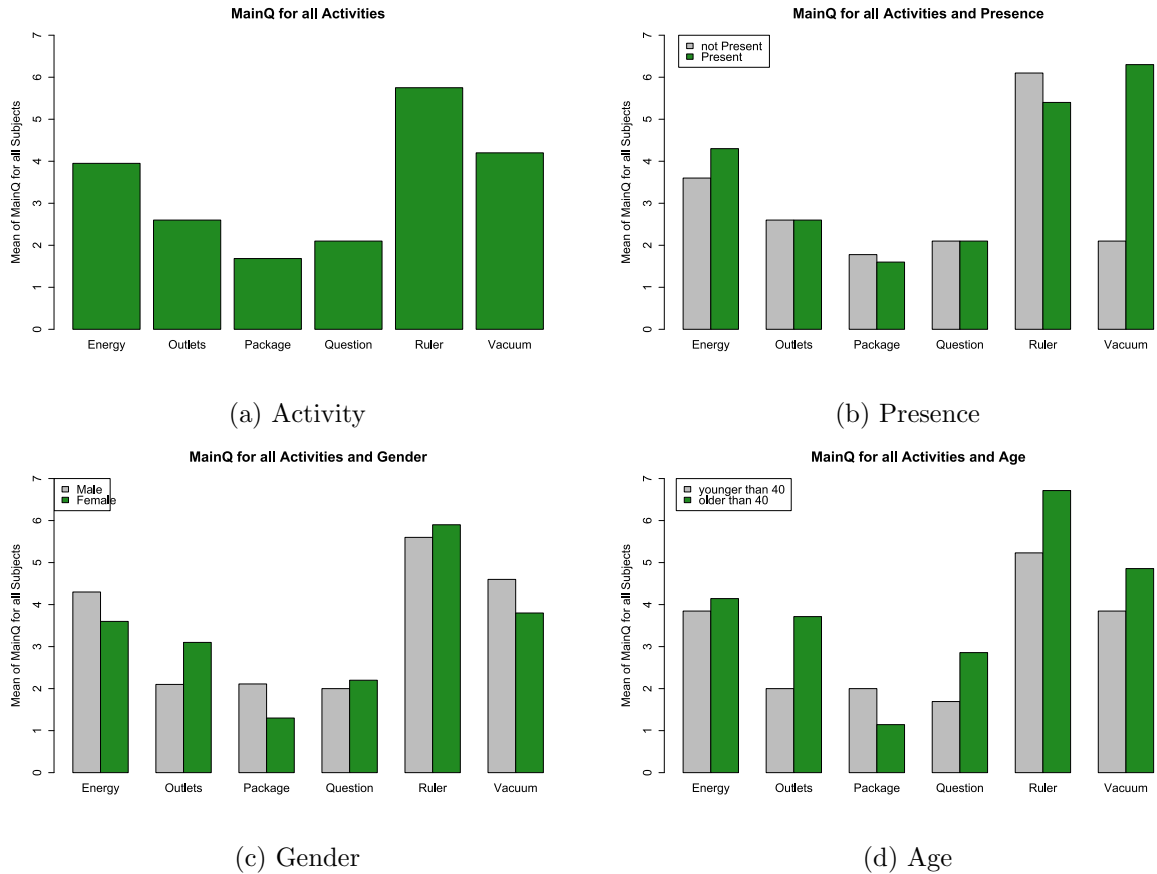 MainQ for all Activities
Mean of MainQ for all Subjects
7
6
5
4
3
2
1
0
Energy Outlets Package Question Ruler Vacuum
(a) Activity
MainQ for all Activities and Presence
not Present
Present
Mean of MainQ for all Subjects
7
6
5
4
3
2
1
0
Energy Outlets Package Question Ruler Vacuum
(b) Presence
MainQ for all Activities and Gender
Male
Female
Mean of MainQ for all Subjects
7
6
5
4
3
2
1
0
Energy Outlets Package Question Ruler Vacuum
(c) Gender
MainQ for all Activities and Age
younger than 40
older than 40
Mean of MainQ for all Subjects
7
6
5
4
3
2
1
0
Energy Outlets Package Question Ruler Vacuum
(d) Age